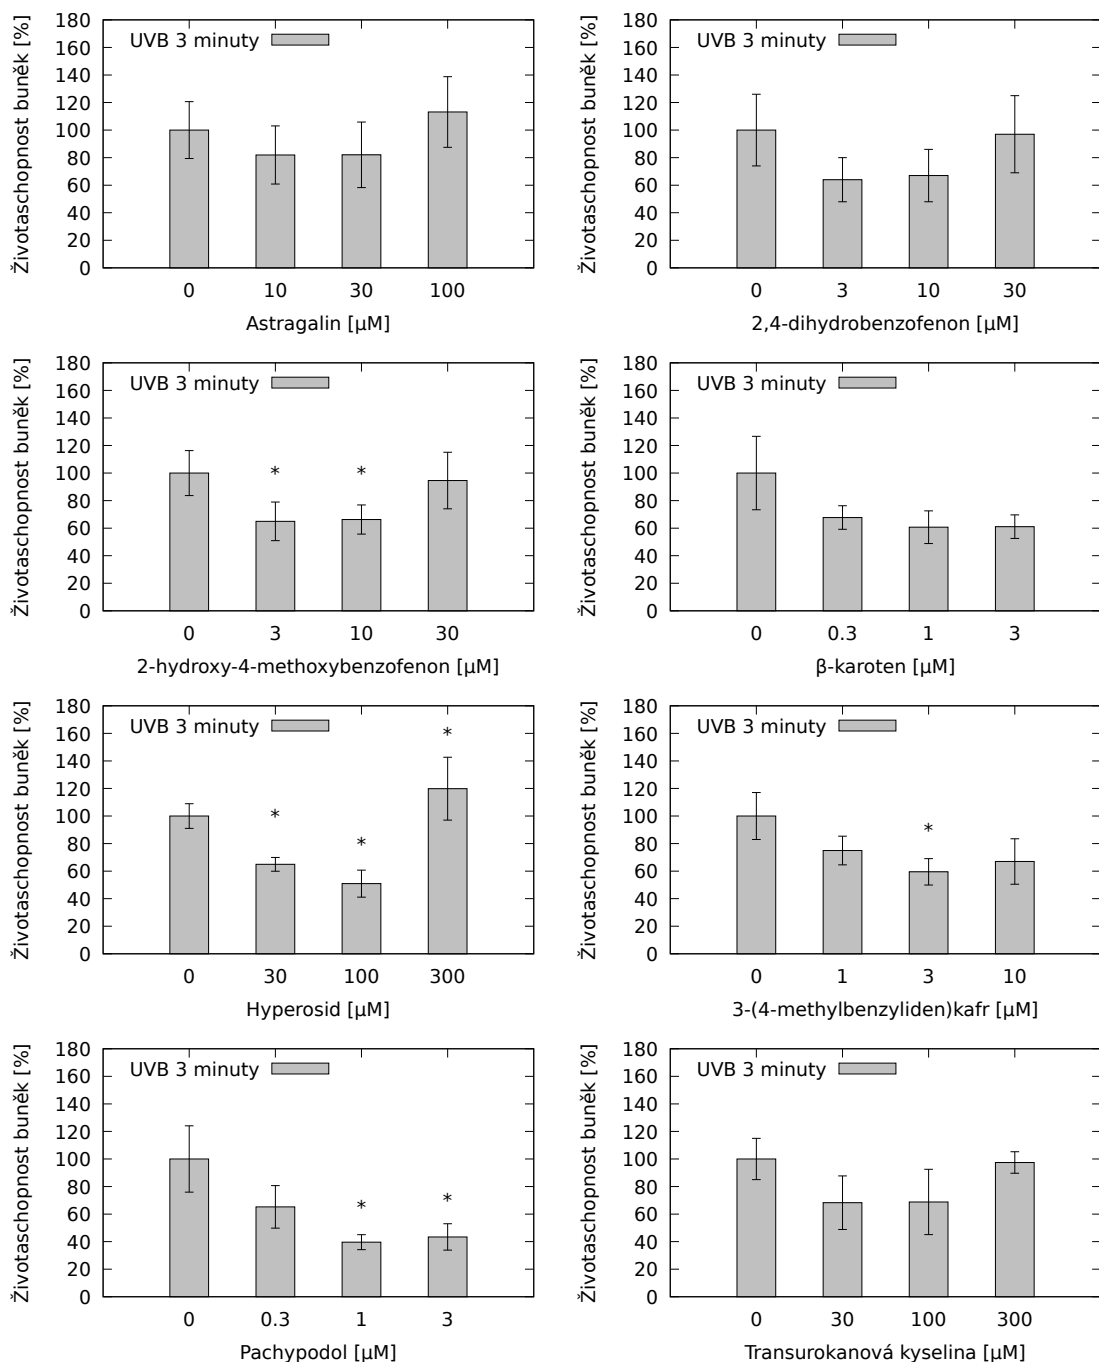 Životaschopnost buněk [%]
180
160
140
120
100
80
60
40
20
0
UVB 3 minuty
0 10 30 100
Astragalin [µM]
Životaschopnost buněk [%]
180
160
140
120
100
80
60
40
20
0
UVB 3 minuty
0 3 10 30
2,4-dihydrobenzofenon [µM]
Životaschopnost buněk [%]
180
160
140
120
100
80
60
40
20
0
UVB 3 minuty
* *
0 3 10 30
2-hydroxy-4-methoxybenzofenon [µM]
Životaschopnost buněk [%]
180
160
140
120
100
80
60
40
20
0
UVB 3 minuty
0 0.3 1 3
β-karoten [µM]
Životaschopnost buněk [%]
180
160
140
120
100
80
60
40
20
0
UVB 3 minuty
* * *
0 30 100 300
Hyperosid [µM]
Životaschopnost buněk [%]
180
160
140
120
100
80
60
40
20
0
UVB 3 minuty
*
0 1 3 10
3-(4-methylbenzyliden)kafr [µM]
Životaschopnost buněk [%]
180
160
140
120
100
80
60
40
20
0
UVB 3 minuty
* *
0 0.3 1 3
Pachypodol [µM]
Životaschopnost buněk [%]
180
160
140
120
100
80
60
40
20
0
UVB 3 minuty
0 30 100 300
Transurokanová kyselina [µM]